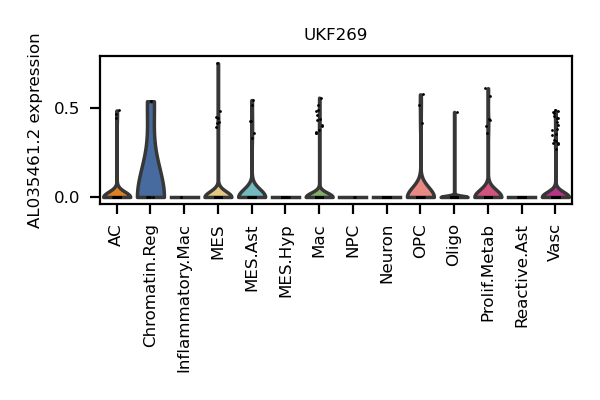 UKF269
AL035461.2 expression
0.5
0.0
AC
Chromatin.Reg
Inflammatory.Mac
MES
MES.Ast
MES.Hyp
Mac
NPC
Neuron
OPC
Oligo
Prolif.Metab
Reactive.Ast
Vasc